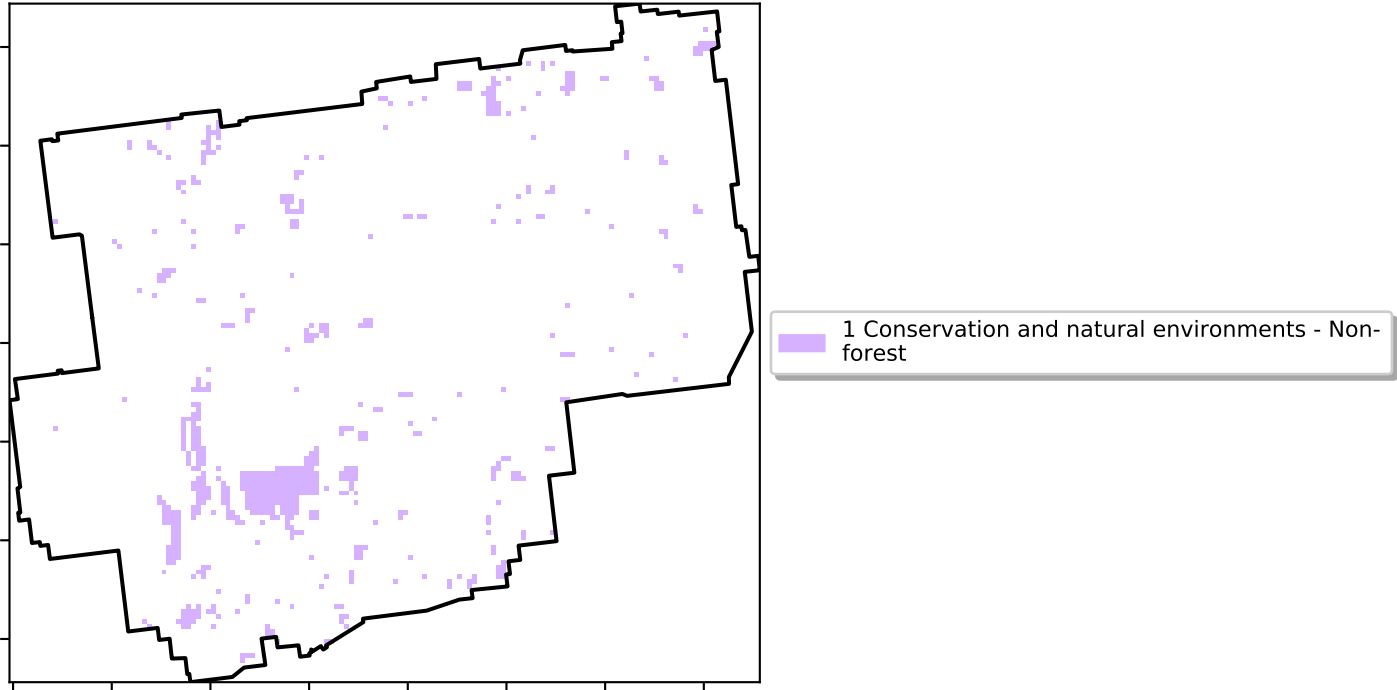 1 Conservation and natural environments - Non-
forest